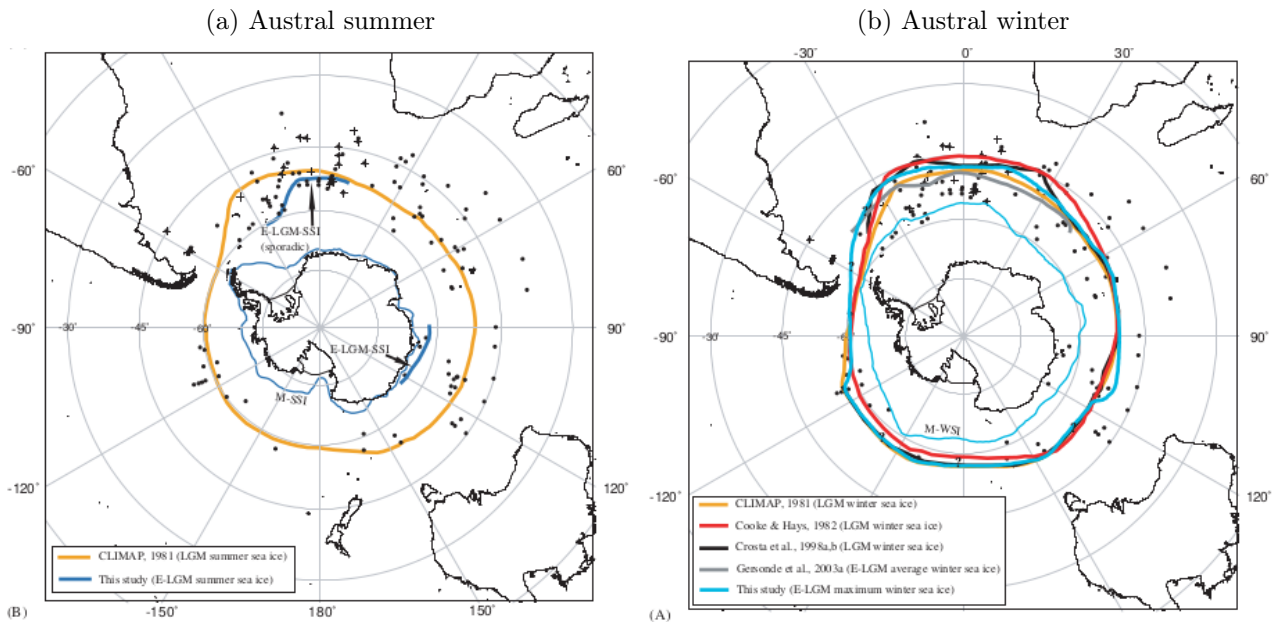 (a) Austral summer
(b) Austral winter
-30°
0°
30°
-60°
60°
-60°
60°
E-LGM-SSI
(sporadic)
-90°
-30
-45
-60
90°
-90°
-30
-45
-60
90°
E-LGM-SSI
M-SSI
M-WSI
-120°
120°
-120°
120°
CLIMAP, 1981 (LGM summer sea ice)
This study (E-LGM summer sea ice)
CLIMAP, 1981 (LGM winter sea ice)
Cooke & Hays, 1982 (LGM winter sea ice)
Crosta et al., 1998a,b (LGM winter sea ice)
Gersonde et al., 2003a (E-LGM average winter sea ice)
This study (E-LGM maximum winter sea ice)
(B)
-150°
180°
150°
(A)